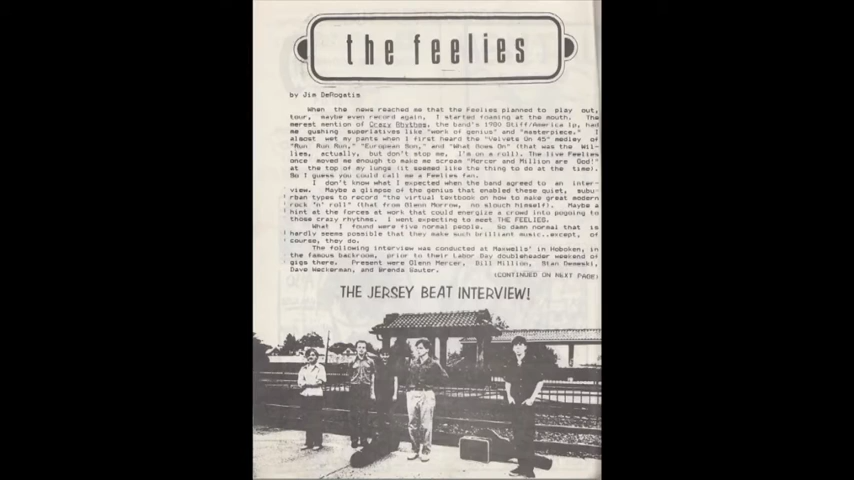 the feelies
by Jim DeRogatis
When the news reached me that the Feelies planned to play out,
tour, maybe even record again, I started foaming at the mouth. The
merest mention of Crazy Rhythms, the band's 1980 Stiff/America lp, had
me gushing superlatives like "work of genius" and "masterpiece." I
almost wet my pants when I first heard the "Velvets On 45" medley of
"Run, Run, Run," "European Son," and "What Goes On" (that was the Wil-
lies, actually, but don't stop me, I'm on a roll). The live Feelies
once moved me enough to make me scream "Mercer and Million are God!"
at the top of my lungs (it seemed like the thing to do at the time).
So I guess you could call me a Feelies fan.
I don't know what I expected when the band agreed to an inter-
view. Maybe a glimpse of the genius that enabled these quiet, subu-
rban types to record "the virtual textbook on how to make great modern
rock 'n' roll" (that from Glenn Morrow, no slouch himself). Maybe a
hint at the forces at work that could energize a crowd into pogoing to
those crazy rhythms. I went expecting to meet THE FEELIES.
What I found were five normal people. So damn normal that is
hardly seems possible that they make such brilliant music..except, of
course, they do.
The following interview was conducted at Maxwells' in Hoboken, in
the famous backroom, prior to their Labor Day doubleheader weekend of
gigs there. Present were Glenn Mercer, Bill Million, Stan Demeski,
Dave Weckerman, and Brenda Sauter.
(CONTINUED ON NEXT PAGE)
THE JERSEY BEAT INTERVIEW!